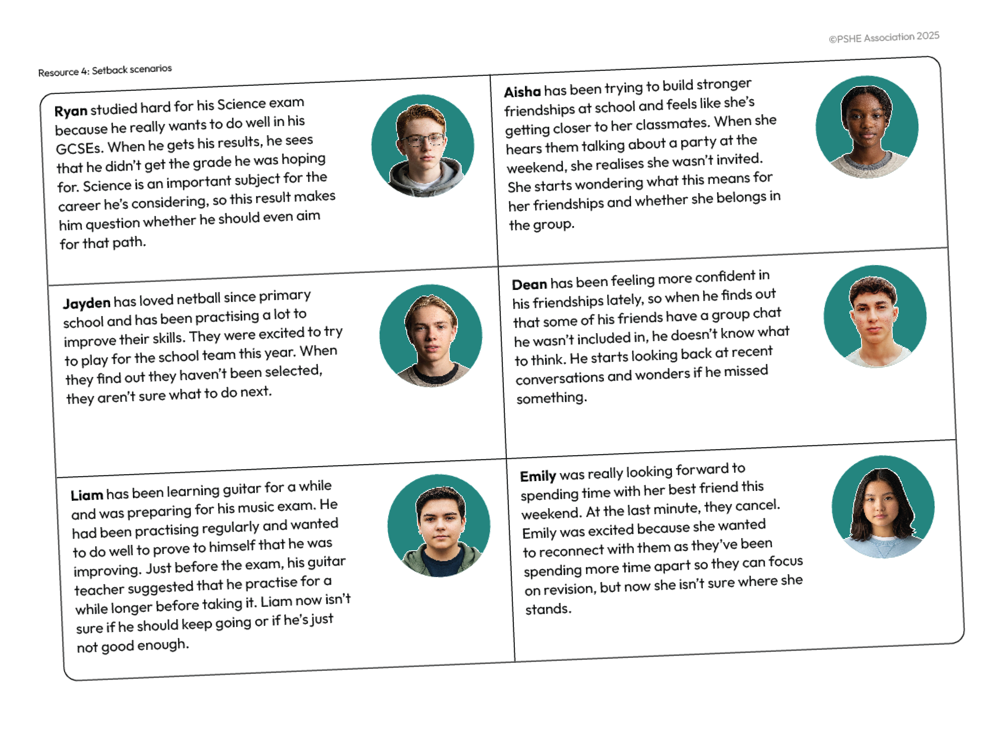 ©PSHE Association 2025
Resource 4: Setback scenarios
Ryan studied hard for his Science exam
because he really wants to do well in his
GCSEs. When he gets his results, he sees
that he didn't get the grade he was hoping
for. Science is an important subject for the
career he's considering, so this result makes
him question whether he should even aim
for that path.
Aisha has been trying to build stronger
friendships at school and feels like she's
getting closer to her classmates. When she
hears them talking about a party at the
weekend, she realises she wasn't invited.
She starts wondering what this means for
her friendships and whether she belongs in
the group.
Jayden has loved netball since primary
school and has been practising a lot to
improve their skills. They were excited to try
to play for the school team this year. When
they find out they haven't been selected,
they aren't sure what to do next.
Dean has been feeling more confident in
his friendships lately, so when he finds out
that some of his friends have a group chat
he wasn't included in, he doesn't know what
to think. He starts looking back at recent
conversations and wonders if he missed
something.
Liam has been learning guitar for a while
and was preparing for his music exam. He
had been practising regularly and wanted
to do well to prove to himself that he was
improving. Just before the exam, his guitar
teacher suggested that he practise for a
while longer before taking it. Liam now isn't
sure if he should keep going or if he's just
not good enough.
Emily was really looking forward to
spending time with her best friend this
weekend. At the last minute, they cancel.
Emily was excited because she wanted
to reconnect with them as they've been
spending more time apart so they can focus
on revision, but now she isn't sure where she
stands.